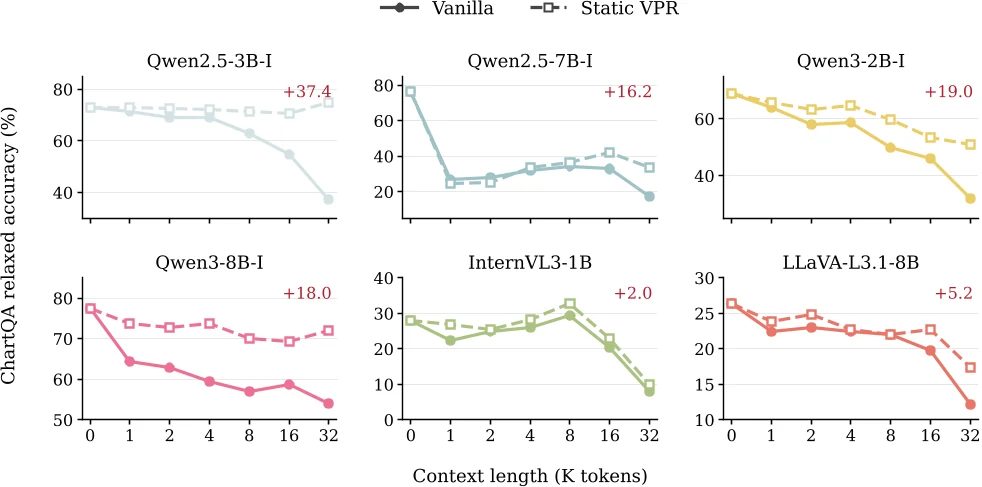 Vanilla Static VPR
ChartQA relaxed accuracy (%)
Qwen2.5-3B-I
+37.4
80
60
40
Qwen2.5-7B-I
+16.2
80
60
40
20
Qwen3-2B-I
+19.0
60
40
Qwen3-8B-I
+18.0
80
70
60
50
0 1 2 4 8 16 32
InternVL3-1B
+2.0
40
30
20
10
0
0 1 2 4 8 16 32
LLaVA-L3.1-8B
+5.2
30
25
20
15
10
0 1 2 4 8 16 32
Context length (K tokens)